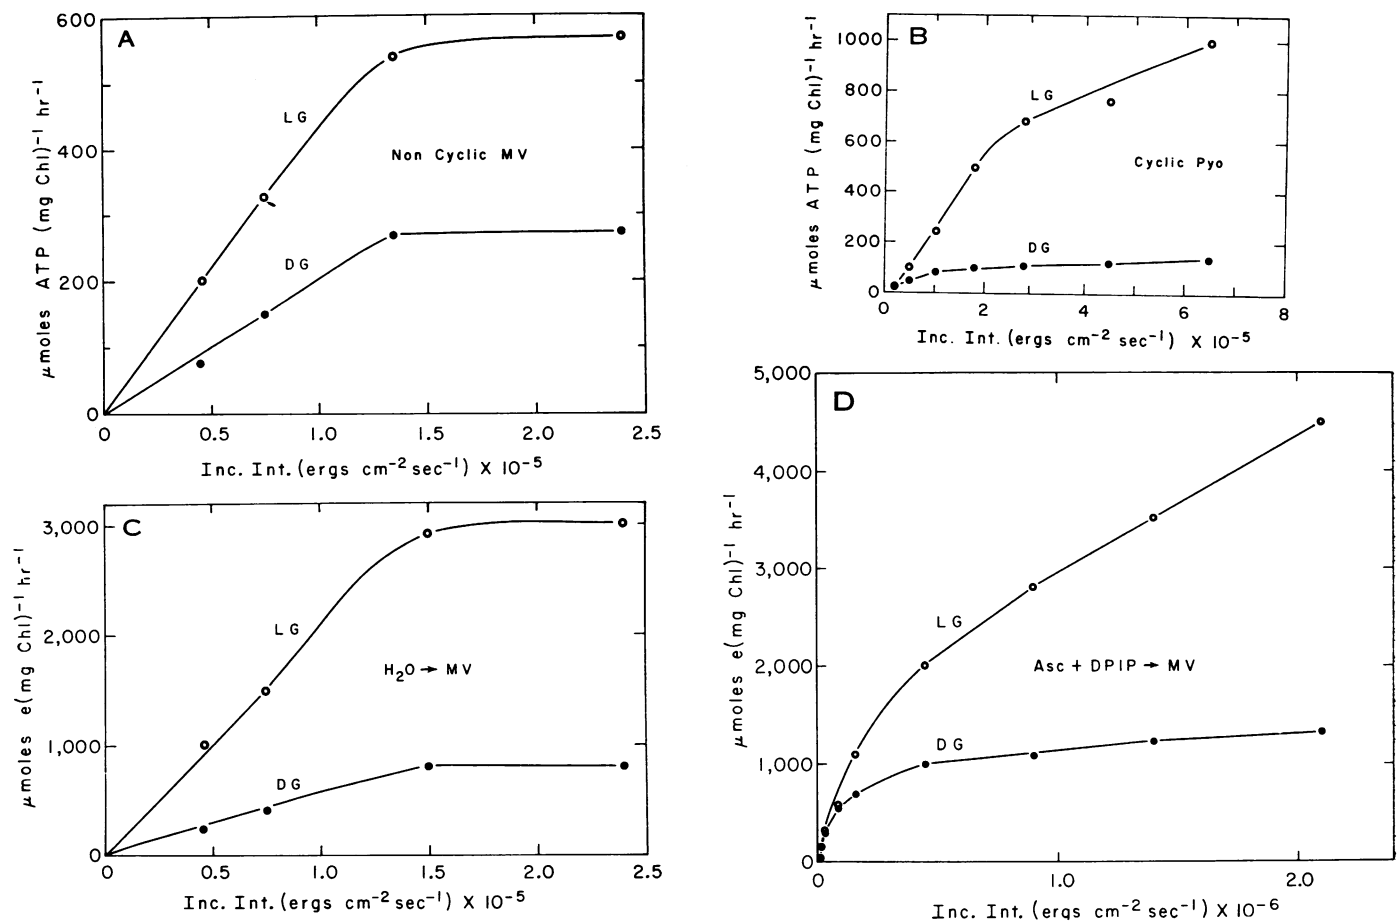 A
600
400
200
0
LG
Non Cyclic MV
DG
0 0.5 1.0 1.5 2.0 2.5
Inc. Int. (ergs cm⁻² sec⁻¹) X 10⁻⁵
μmoles ATP (mg Chl)⁻¹ hr⁻¹
B
1000
800
600
400
200
0
LG
Cyclic Pyo
DG
0 2 4 6 8
Inc. Int. (ergs cm⁻² sec⁻¹) X 10⁻⁵
μmoles ATP (mg Chl)⁻¹ hr⁻¹
C
3,000
2,000
1,000
0
LG
H₂O → MV
DG
0 0.5 1.0 1.5 2.0 2.5
Inc. Int. (ergs cm⁻² sec⁻¹) X 10⁻⁵
μmoles e(mg Chl)⁻¹ hr⁻¹
D
5,000
4,000
3,000
2,000
1,000
0
LG
Asc + DPIP → MV
DG
0 1.0 2.0
Inc. Int. (ergs cm⁻² sec⁻¹) X 10⁻⁶
μmoles e(mg Chl)⁻¹ hr⁻¹